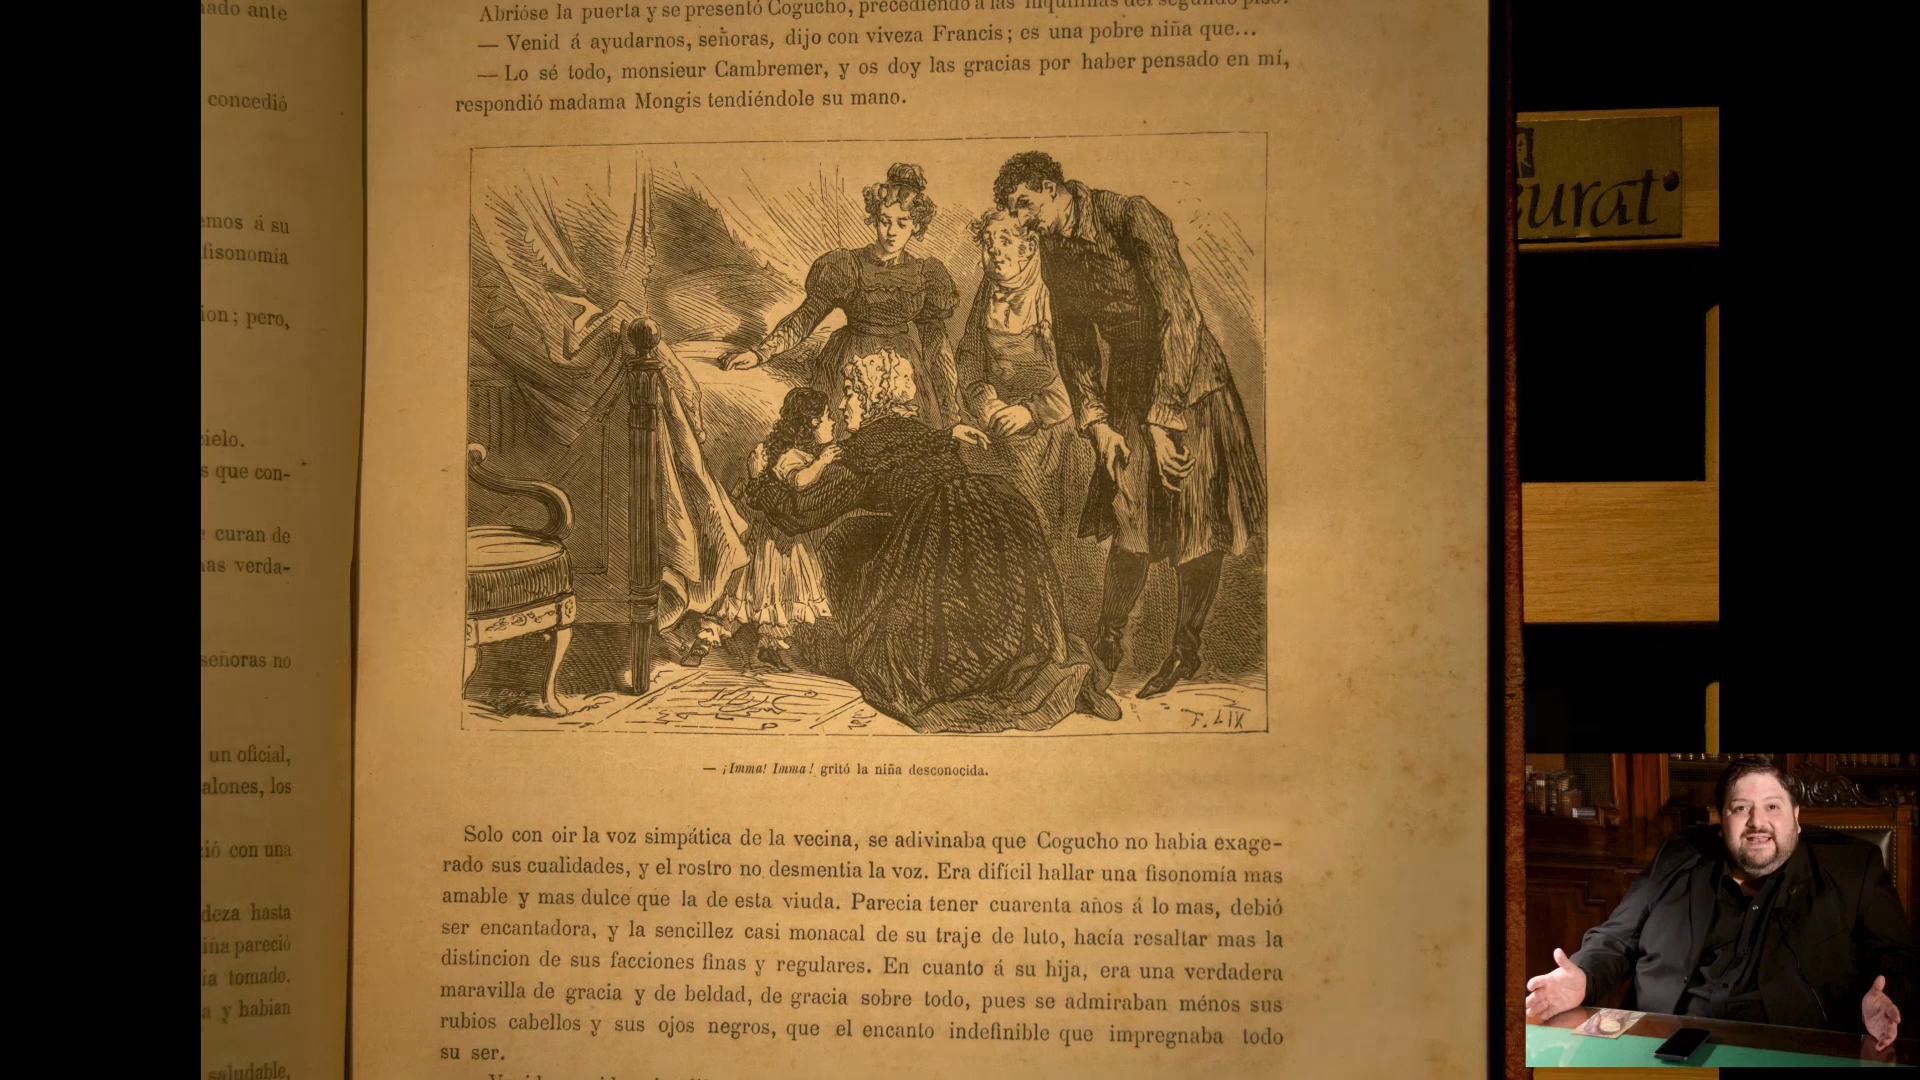 nado ante
concedió
emos á su
fisonomía
ion; pero,
cielo.
s que con-
curan de
nas verda-
señoras no
un oficial,
alones, los
ió con una
deza hasta
iña pareció
ia tomado.
a y habian
saludable,
Abrióse la puerta y se presentó Cogucho, precediendo á las inquilinas del segundo piso.
— Venid á ayudarnos, señoras, dijo con viveza Francis; es una pobre niña que...
— Lo sé todo, monsieur Cambremer, y os doy las gracias por haber pensado en mí,
respondió madama Mongis tendiéndole su mano.
F. LIX
— ¡Imma! Imma! gritó la niña desconocida.
Solo con oir la voz simpática de la vecina, se adivinaba que Cogucho no habia exage-
rado sus cualidades, y el rostro no desmentia la voz. Era difícil hallar una fisonomía mas
amable y mas dulce que la de esta viuda. Parecia tener cuarenta años á lo mas, debió
ser encantadora, y la sencillez casi monacal de su traje de luto, hacía resaltar mas la
distincion de sus facciones finas y regulares. En cuanto á su hija, era una verdadera
maravilla de gracia y de beldad, de gracia sobre todo, pues se admiraban ménos sus
rubios cabellos y sus ojos negros, que el encanto indefinible que impregnaba todo
su ser.
eurat